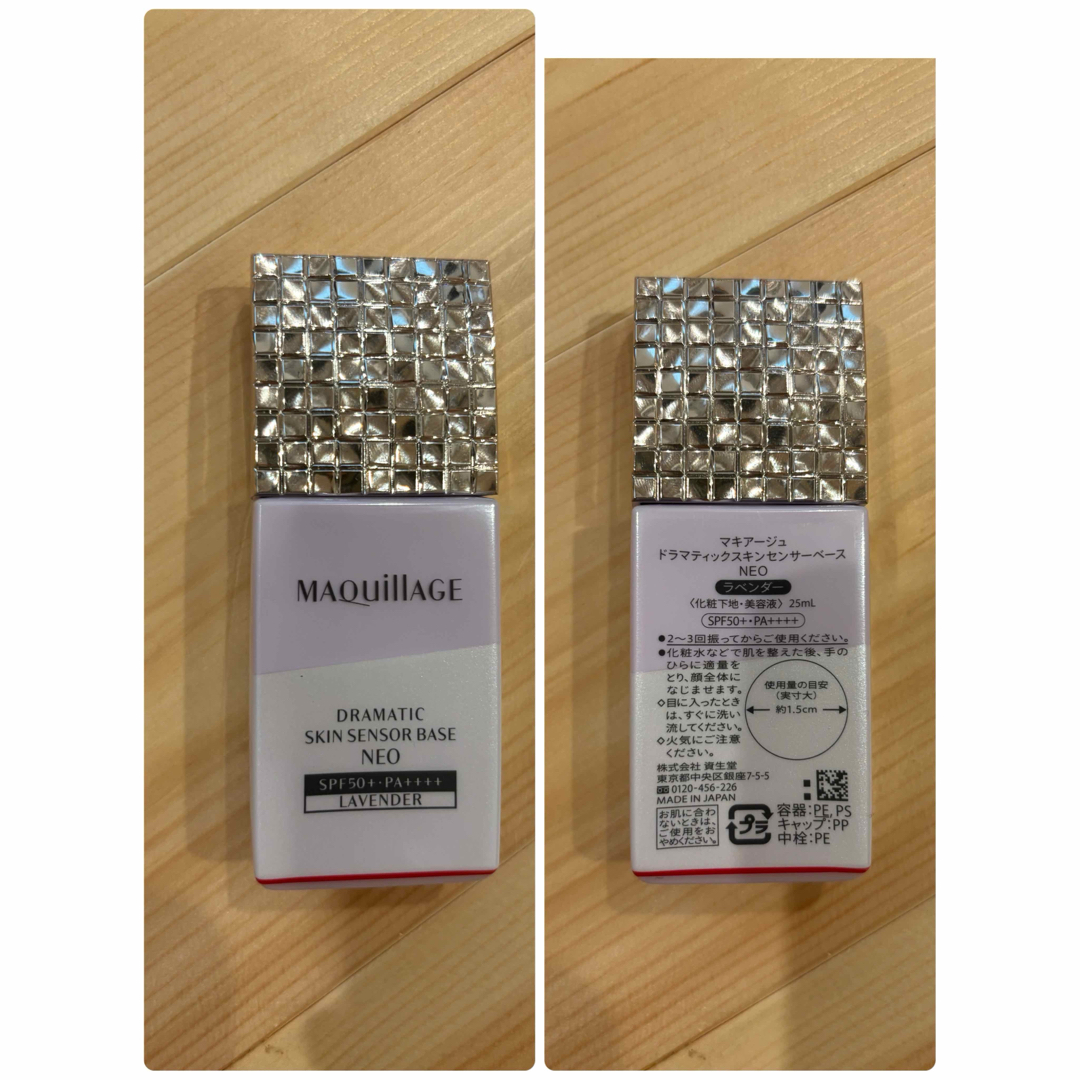 MAQuillAGE
DRAMATIC
SKIN SENSOR BASE
NEO
SPF50+・PA++++
LAVENDER
マキアージュ
ドラマティックスキンセンサーベース
NEO
ラベンダー
〈化粧下地・美容液〉 25mL
SPF50+・PA++++
●2～3回振ってからご使用ください。
●化粧水などで肌を整えた後、手の
ひらに適量を
とり、顔全体に
なじませます。
◇目に入ったとき
は、すぐに洗い
流してください。
◇火気にご注意
ください。
使用量の目安
（実寸大）
約1.5cm
株式会社 資生堂
東京都中央区銀座7-5-5
0120-456-226
MADE IN JAPAN
お肌に合わ
ないときは、
ご使用をお
やめください。
プラ
容器:PE, PS
キャップ:PP
中栓:PE